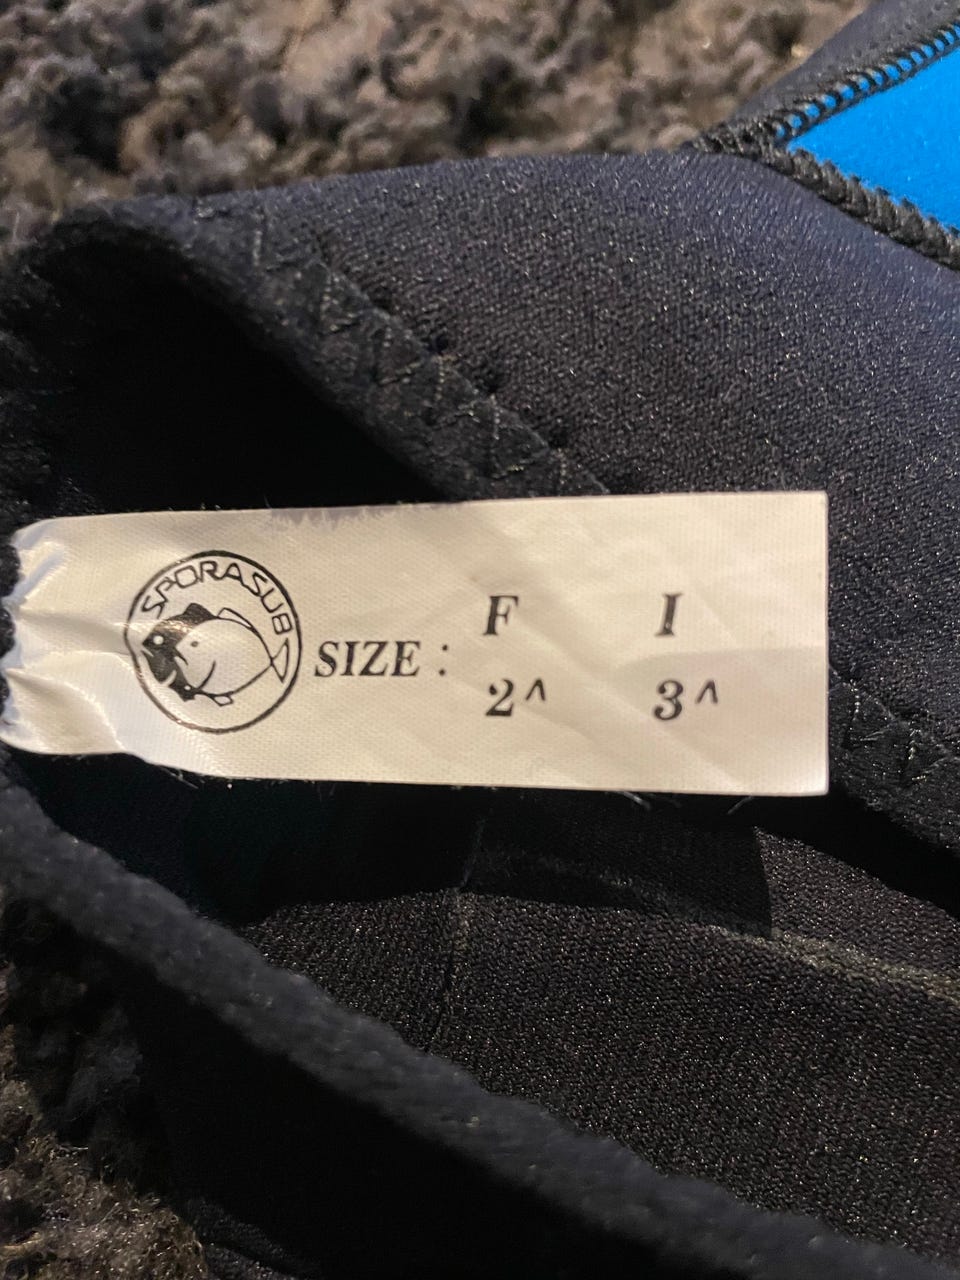 SPORASUB
SIZE : F I
2^ 3^